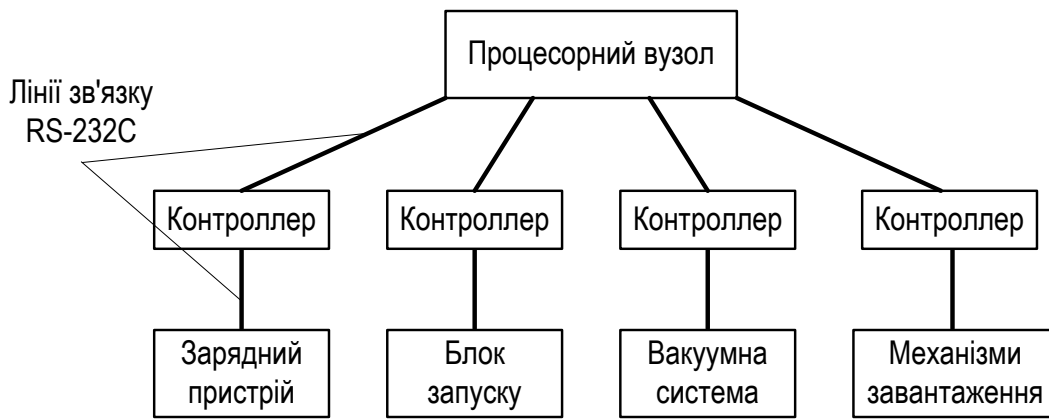 Процесорний вузол
Лінії зв'язку
RS-232C
Контроллер
Контроллер
Контроллер
Контроллер
Зарядний
пристрій
Блок
запуску
Вакуумна
система
Механізми
завантаження